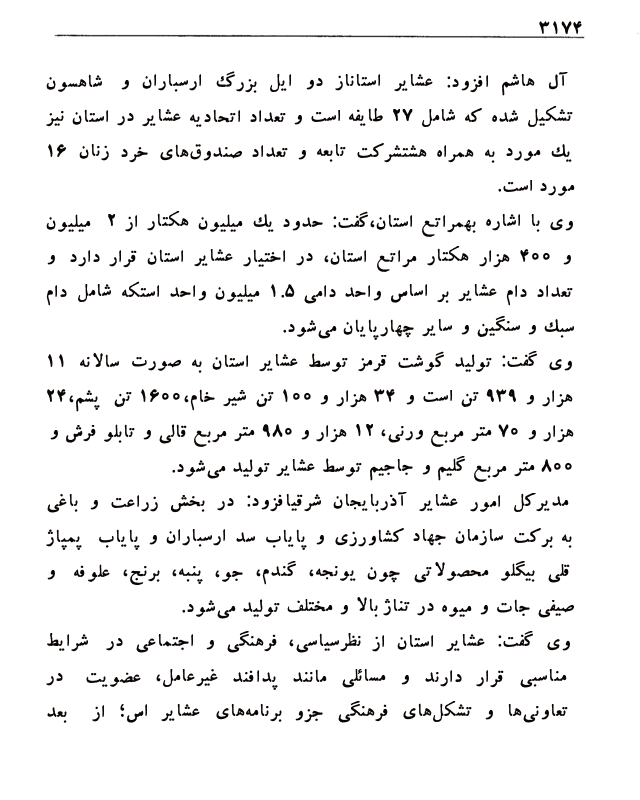 ۳۱۷۴
آل هاشم افزود: عشایر استاناز دو ایل بزرگ ارسباران و شاهسون
تشکیل شده که شامل ۲۷ طایفه است و تعداد اتحادیه عشایر در استان نیز
یك مورد به همراه هشتشرکت تابعه و تعداد صندوق‌های خرد زنان ۱۶
مورد است.
وی با اشاره بهمراتع استان،گفت: حدود یك میلیون هکتار از ۲ میلیون
و ۴۰۰ هزار هکتار مراتع استان، در اختیار عشایر استان قرار دارد و
تعداد دام عشایر بر اساس واحد دامی ۱.۵ میلیون واحد استکه شامل دام
سبك و سنگین و سایر چهارپایان می‌شود.
وی گفت: تولید گوشت قرمز توسط عشایر استان به صورت سالانه ۱۱
هزار و ۹۳۹ تن است و ۳۴ هزار و ۱۰۰ تن شیر خام،۱۶۰۰ تن پشم،۲۴
هزار و ۷۰ متر مربع ورنی، ۱۲ هزار و ۹۸۰ متر مربع قالی و تابلو فرش و
۸۰۰ متر مربع گلیم و جاجیم توسط عشایر تولید می‌شود.
مدیرکل امور عشایر آذربایجان شرقیافزود: در بخش زراعت و باغی
به برکت سازمان جهاد کشاورزی و پایاب سد ارسباران و پایاب پمپاژ
قلی بیگلو محصولاتی چون یونجه، گندم، جو، پنبه، برنج، علوفه و
صیفی جات و میوه در تناژ بالا و مختلف تولید می‌شود.
وی گفت: عشایر استان از نظرسیاسی، فرهنگی و اجتماعی در شرایط
مناسبی قرار دارند و مسائلی مانند پدافند غیرعامل، عضویت در
تعاونی‌ها و تشکل‌های فرهنگی جزو برنامه‌های عشایر اس؛ از بعد